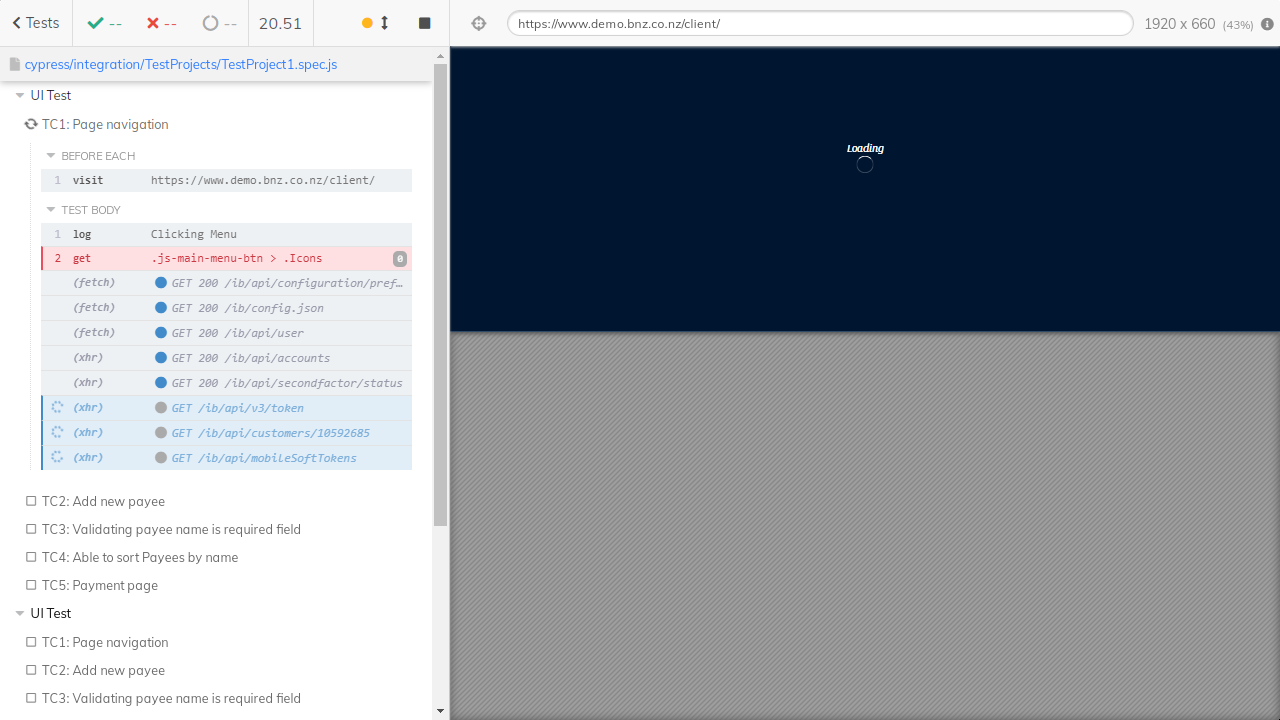 Tests
--
--
--
20.51
https://www.demo.bnz.co.nz/client/
1920 x 660 (43%)
cypress/integration/TestProjects/TestProject1.spec.js
UI Test
TC1: Page navigation
BEFORE EACH
1 visit https://www.demo.bnz.co.nz/client/
TEST BODY
1 log Clicking Menu
2 get .js-main-menu-btn > .Icons 0
(fetch) GET 200 /ib/api/configuration/pref…
(fetch) GET 200 /ib/config.json
(fetch) GET 200 /ib/api/user
(xhr) GET 200 /ib/api/accounts
(xhr) GET 200 /ib/api/secondfactor/status
(xhr) GET /ib/api/v3/token
(xhr) GET /ib/api/customers/10592685
(xhr) GET /ib/api/mobileSoftTokens
TC2: Add new payee
TC3: Validating payee name is required field
TC4: Able to sort Payees by name
TC5: Payment page
UI Test
TC1: Page navigation
TC2: Add new payee
TC3: Validating payee name is required field
Loading